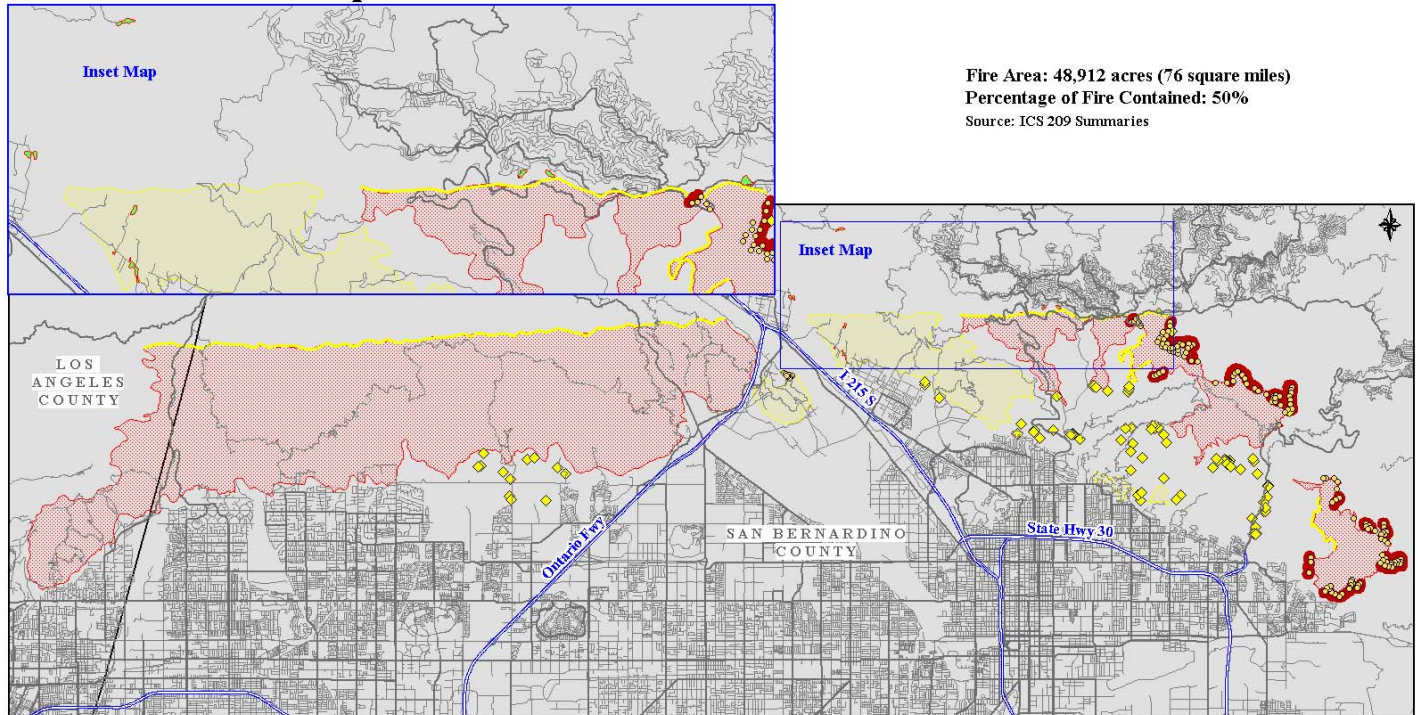 Inset Map
Fire Area: 48,912 acres (76 square miles)
Percentage of Fire Contained: 50%
Source: ICS 209 Summaries
Inset Map
LOS
ANGELES
COUNTY
I 215 S
Ontario Fwy
SAN BERNARDINO
COUNTY
State Hwy 30